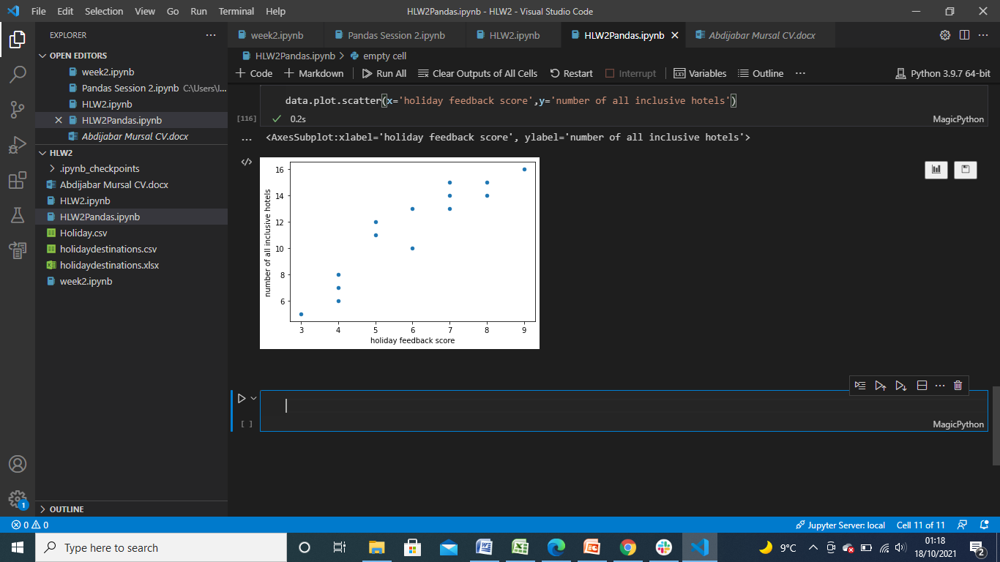 File Edit Selection View Go Run Terminal Help HLW2Pandas.ipynb - HLW2 - Visual Studio Code
EXPLORER
OPEN EDITORS
week2.ipynb
Pandas Session 2.ipynb C:\Users\I...
HLW2.ipynb
HLW2Pandas.ipynb
Abdijabar Mursal CV.docx
HLW2
.ipynb_checkpoints
Abdijabar Mursal CV.docx
HLW2.ipynb
HLW2Pandas.ipynb
Holiday.csv
holidaydestinations.csv
holidaydestinations.xlsx
week2.ipynb
OUTLINE
week2.ipynb Pandas Session 2.ipynb HLW2.ipynb HLW2Pandas.ipynb Abdijabar Mursal CV.docx
HLW2Pandas.ipynb > empty cell
+ Code + Markdown Run All Clear Outputs of All Cells Restart Interrupt Variables Outline ... Python 3.9.7 64-bit
data.plot.scatter(x='holiday feedback score',y='number of all inclusive hotels')
[116] 0.2s MagicPython
<AxesSubplot:xlabel='holiday feedback score', ylabel='number of all inclusive hotels'>
number of all inclusive hotels
16
14
12
10
8
6
3 4 5 6 7 8 9
holiday feedback score
[ ] MagicPython
1
0 0 Jupyter Server: local Cell 11 of 11
Type here to search 9°C 01:18
18/10/2021
2